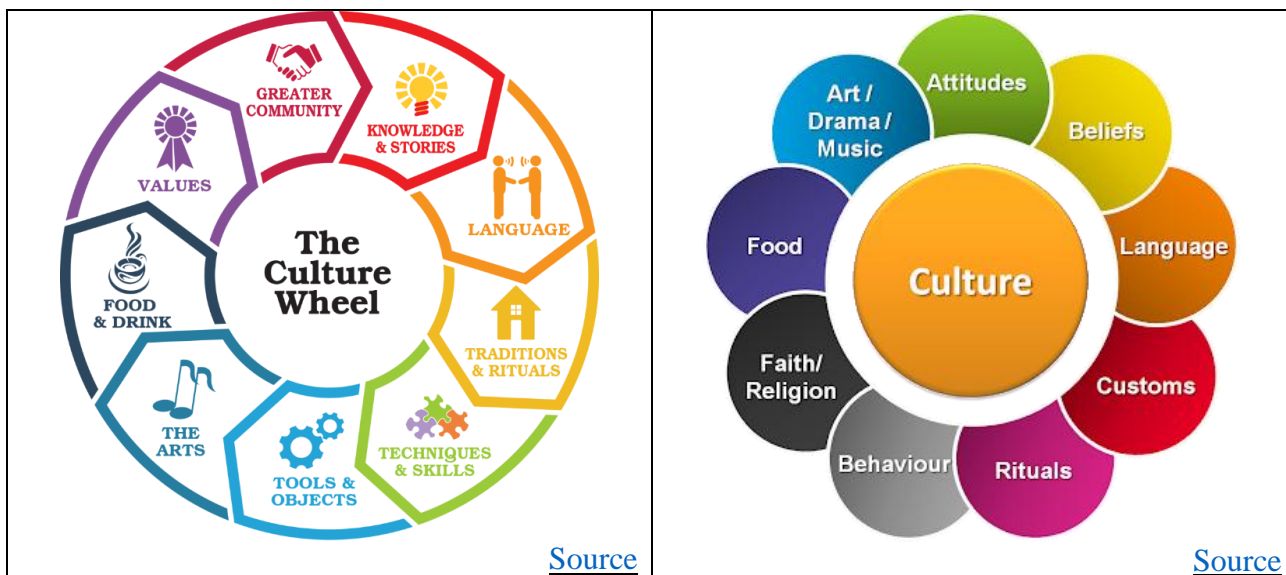 The
Culture
Wheel
GREATER
COMMUNITY
KNOWLEDGE
& STORIES
LANGUAGE
TRADITIONS
& RITUALS
TECHNIQUES
& SKILLS
TOOLS &
OBJECTS
THE
ARTS
FOOD
& DRINK
VALUES
Source
Culture
Attitudes
Beliefs
Language
Customs
Rituals
Behaviour
Faith/
Religion
Food
Art /
Drama /
Music
Source